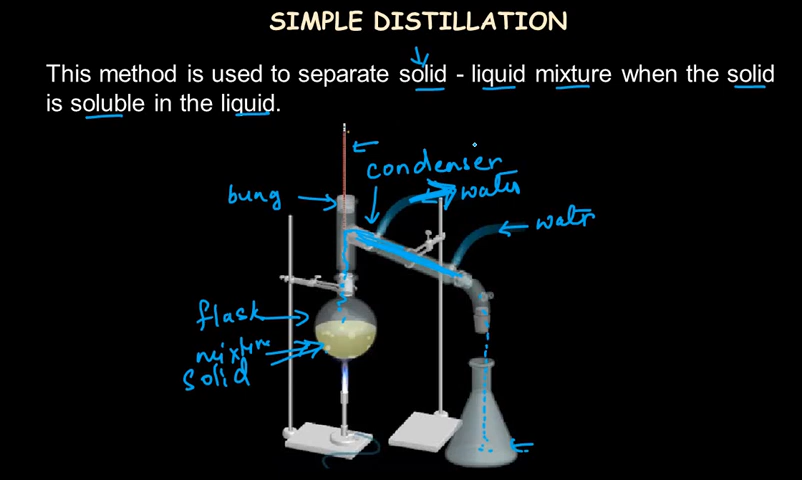 SIMPLE DISTILLATION
This method is used to separate solid - liquid mixture when the solid
is soluble in the liquid.
condenser
bung
water
watr
flask
mixture
solid